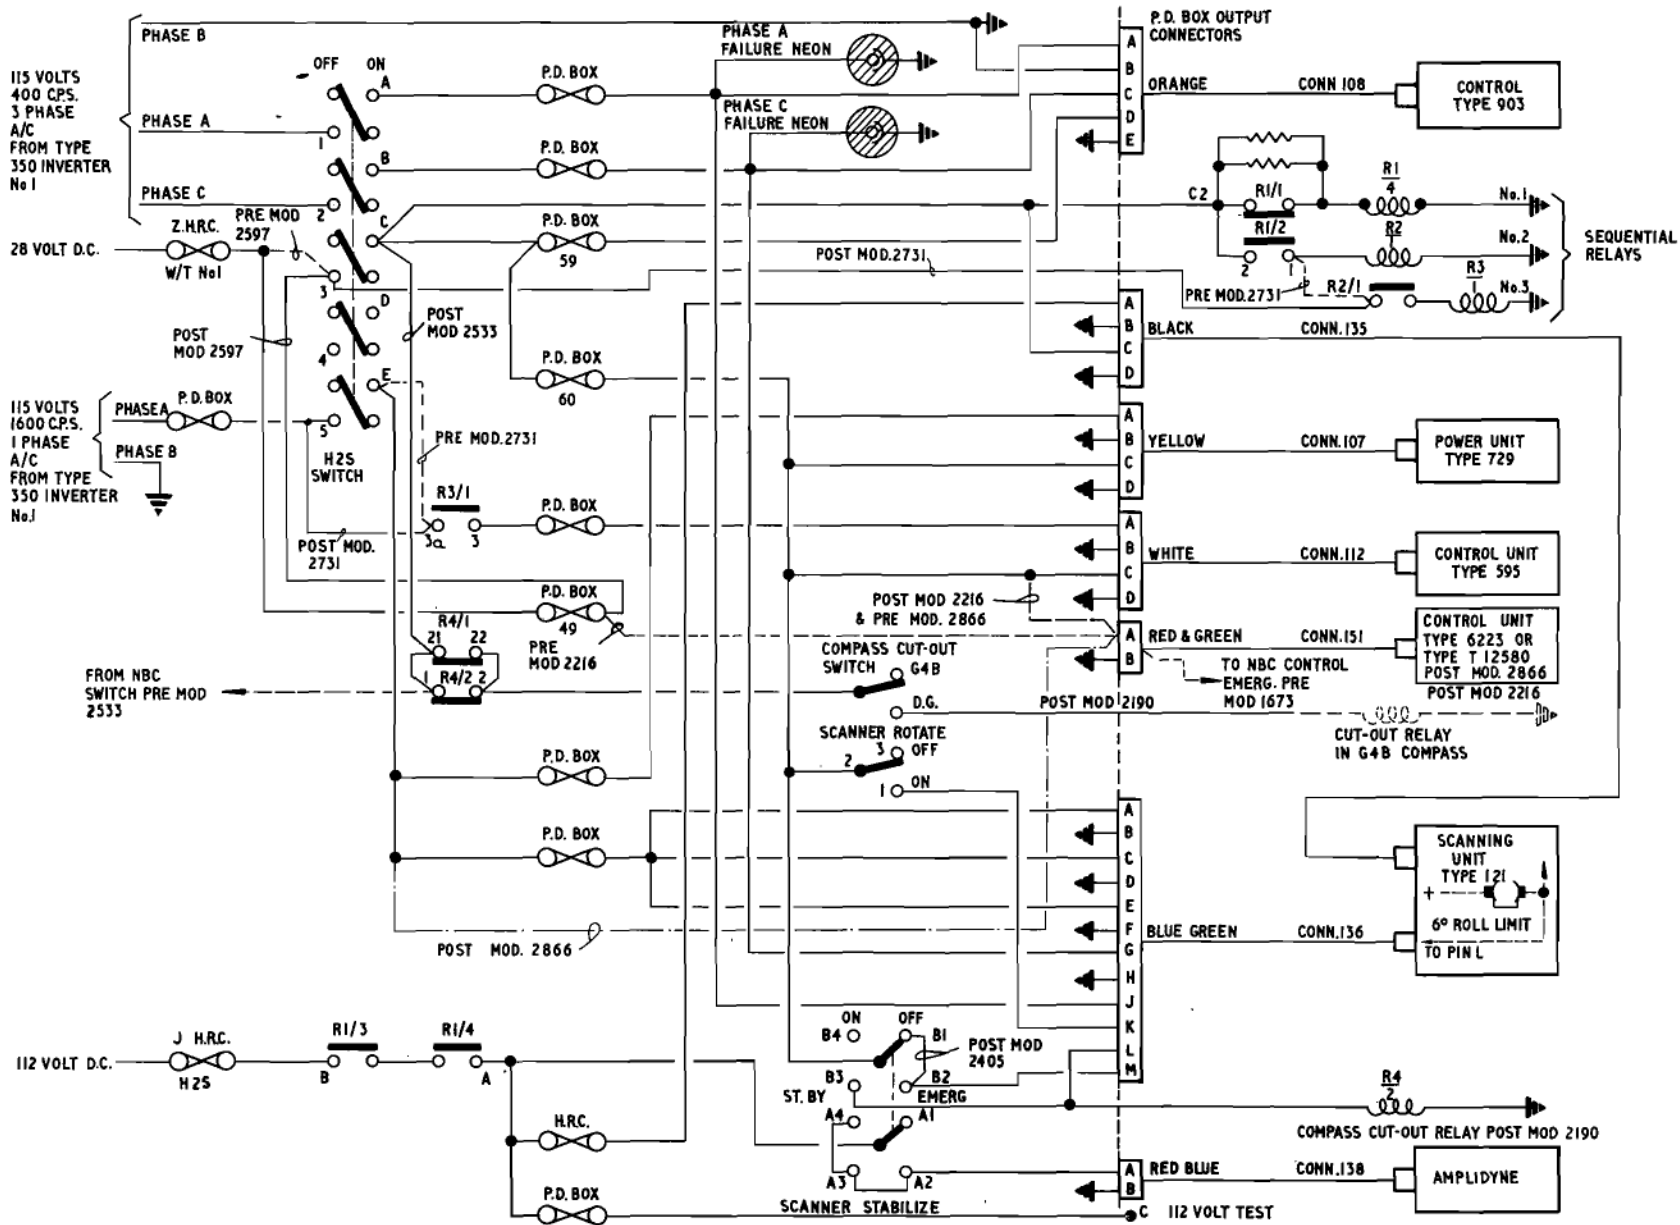 PHASE B
115 VOLTS
400 C.P.S.
3 PHASE
A/C
FROM TYPE
350 INVERTER
No 1
PHASE A
PHASE C
OFF
ON
A
1
B
2
C
3
D
4
E
5
H2S
SWITCH
28 VOLT D.C.
Z.H.R.C.
W/T No1
PRE MOD
2597
POST
MOD 2597
POST
MOD 2533
115 VOLTS
1600 C.P.S.
1 PHASE
A/C
FROM TYPE
350 INVERTER
No.1
PHASE A
P.D. BOX
PHASE B
PRE MOD.2731
POST MOD.
2731
R3/1
3a
3
P.D. BOX
P.D. BOX
P.D. BOX
59
P.D. BOX
60
P.D. BOX
P.D. BOX
49
PRE
MOD 2216
R4/1
21
22
1
R4/2
2
FROM NBC
SWITCH PRE MOD
2533
P.D. BOX
P.D. BOX
POST MOD. 2866
PHASE A
FAILURE NEON
PHASE C
FAILURE NEON
P.D. BOX OUTPUT
CONNECTORS
A
B
C
D
E
ORANGE
CONN 108
CONTROL
TYPE 903
C2
R1/1
R1/2
2
1
R1
4
R2
1
R2/1
R3
1
No.1
No.2
No.3
SEQUENTIAL
RELAYS
POST MOD.2731
PRE MOD.2731
A
B
C
D
BLACK
CONN.135
A
B
C
D
YELLOW
CONN.107
POWER UNIT
TYPE 729
A
B
C
D
WHITE
CONN.112
CONTROL UNIT
TYPE 595
POST MOD 2216
& PRE MOD. 2866
A
B
RED & GREEN
CONN.151
CONTROL UNIT
TYPE 6223 OR
TYPE T 12580
POST MOD. 2866
POST MOD 2216
TO NBC CONTROL
EMERG. PRE
MOD 1673
COMPASS CUT-OUT
SWITCH
G4B
D.G.
POST MOD 2190
CUT-OUT RELAY
IN G4B COMPASS
SCANNER ROTATE
3
OFF
2
1
ON
A
B
C
D
E
F
G
H
J
K
L
M
BLUE GREEN
CONN.136
SCANNING
UNIT
TYPE 121
+
6° ROLL LIMIT
TO PIN L
112 VOLT D.C.
J H.R.C.
H2S
R1/3
B
R1/4
A
H.R.C.
P.D. BOX
ON
OFF
B4
B1
POST MOD
2405
B3
B2
ST. BY
EMERG
A4
A1
A3
A2
SCANNER STABILIZE
R4
2
COMPASS CUT-OUT RELAY POST MOD 2190
A
B
RED BLUE
CONN.138
AMPLIDYNE
C
112 VOLT TEST